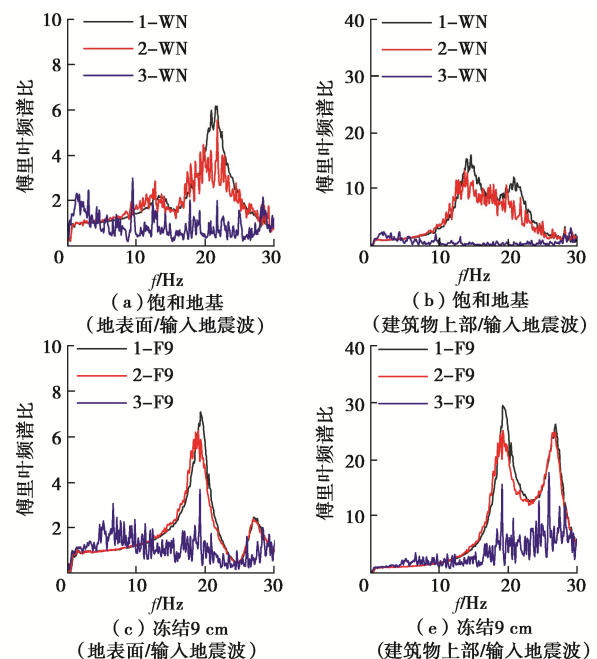 10
8
6
4
2
0
10
20
30
傅里叶频谱比
1-WN
2-WN
3-WN
f/Hz
(a)饱和地基
(地表面/输入地震波)
40
30
20
10
0
10
20
30
傅里叶频谱比
1-WN
2-WN
3-WN
f/Hz
(b)饱和地基
(建筑物上部/输入地震波)
10
8
6
4
2
0
10
20
30
傅里叶频谱比
1-F9
2-F9
3-F9
f/Hz
(c)冻结9 cm
(地表面/输入地震波)
40
30
20
10
0
10
20
30
傅里叶频谱比
1-F9
2-F9
3-F9
f/Hz
(e)冻结9 cm
(建筑物上部/输入地震波)